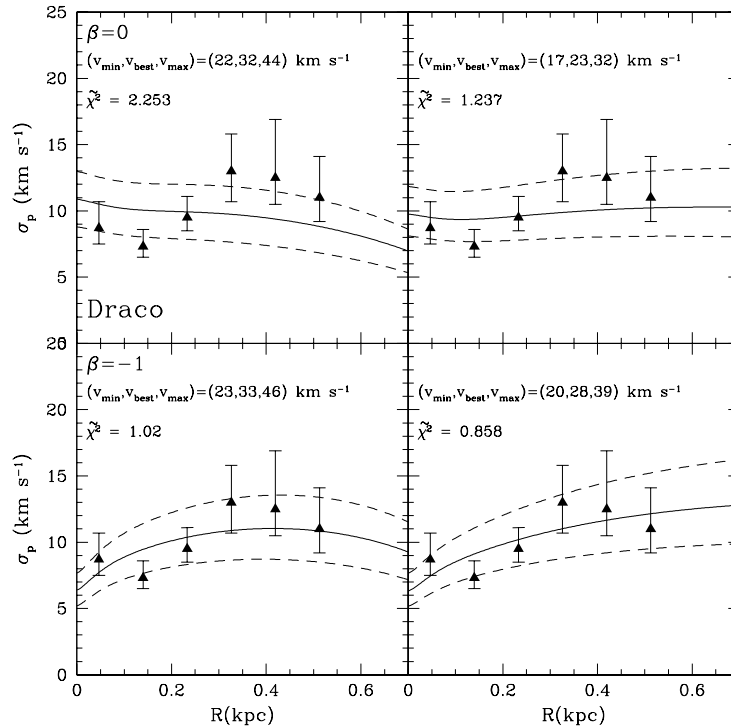 25
β=0
(v_min,v_best,v_max)=(22,32,44) km s⁻¹
(v_min,v_best,v_max)=(17,23,32) km s⁻¹
20
χ̃² = 2.253
χ̃² = 1.237
15
σ_p (km s⁻¹)
10
5
Draco
β=−1
(v_min,v_best,v_max)=(23,33,46) km s⁻¹
(v_min,v_best,v_max)=(20,28,39) km s⁻¹
20
χ̃² = 1.02
χ̃² = 0.858
15
σ_p (km s⁻¹)
10
5
0
0 0.2 0.4 0.6 0 0.2 0.4 0.6
R(kpc) R(kpc)